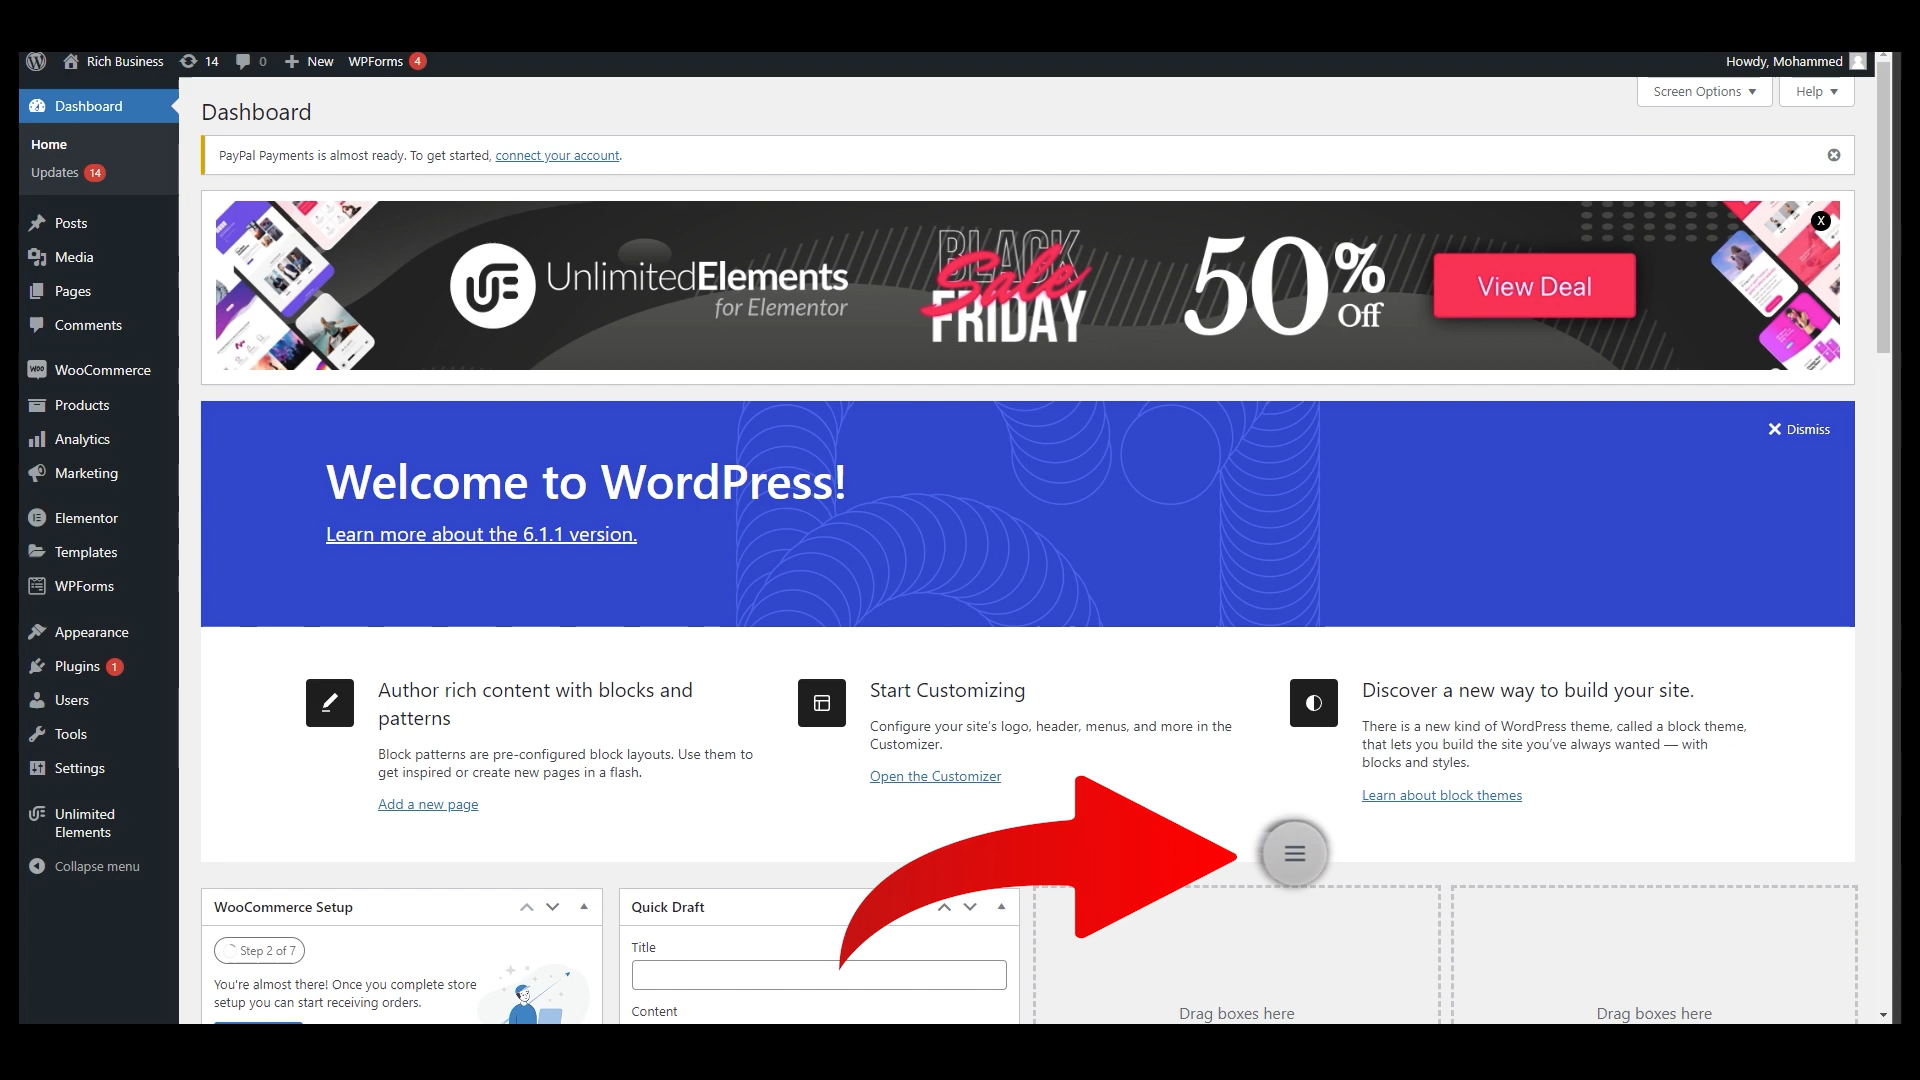 Rich Business
14
0
New
WPForms 4
Howdy, Mohammed
Dashboard
Home
Updates 14
Posts
Media
Pages
Comments
WooCommerce
Products
Analytics
Marketing
Elementor
Templates
WPForms
Appearance
Plugins 1
Users
Tools
Settings
Unlimited
Elements
Collapse menu
Screen Options
Help
Dashboard
PayPal Payments is almost ready. To get started, connect your account.
UnlimitedElements
for Elementor
BLACK
Sale
FRIDAY
50%
Off
View Deal
X
Dismiss
Welcome to WordPress!
Learn more about the 6.1.1 version.
Author rich content with blocks and
patterns
Block patterns are pre-configured block layouts. Use them to
get inspired or create new pages in a flash.
Add a new page
Start Customizing
Configure your site's logo, header, menus, and more in the
Customizer.
Open the Customizer
Discover a new way to build your site.
There is a new kind of WordPress theme, called a block theme,
that lets you build the site you've always wanted — with
blocks and styles.
Learn about block themes
WooCommerce Setup
Step 2 of 7
You're almost there! Once you complete store
setup you can start receiving orders.
Quick Draft
Title
Content
Drag boxes here
Drag boxes here